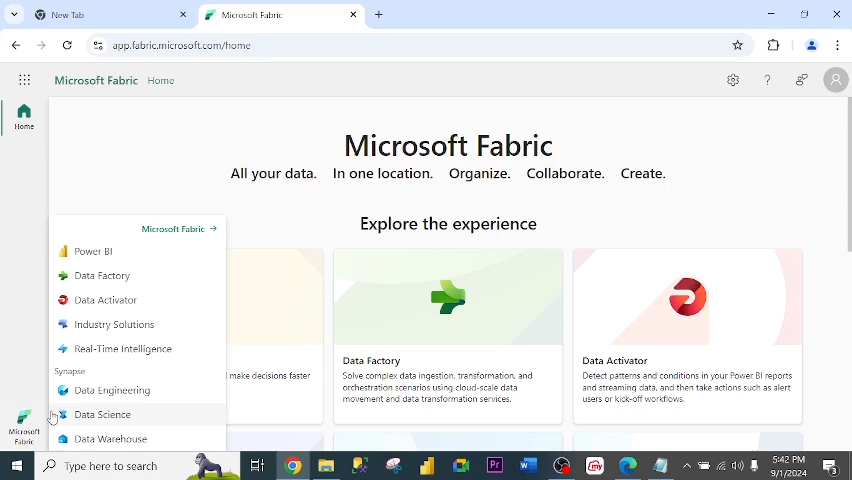 New Tab
Microsoft Fabric
app.fabric.microsoft.com/home
Microsoft Fabric Home
Home
Microsoft Fabric
All your data. In one location. Organize. Collaborate. Create.
Explore the experience
Microsoft Fabric
Power BI
Data Factory
Data Activator
Industry Solutions
Real-Time Intelligence
Synapse
Data Engineering
Data Science
Data Warehouse
l make decisions faster
Data Factory
Solve complex data ingestion, transformation, and
orchestration scenarios using cloud-scale data
movement and data transformation services.
Data Activator
Detect patterns and conditions in your Power BI reports
and streaming data, and then take actions such as alert
users or kick-off workflows.
Microsoft
Fabric
Type here to search
Pr
my
5:42 PM
9/1/2024
3